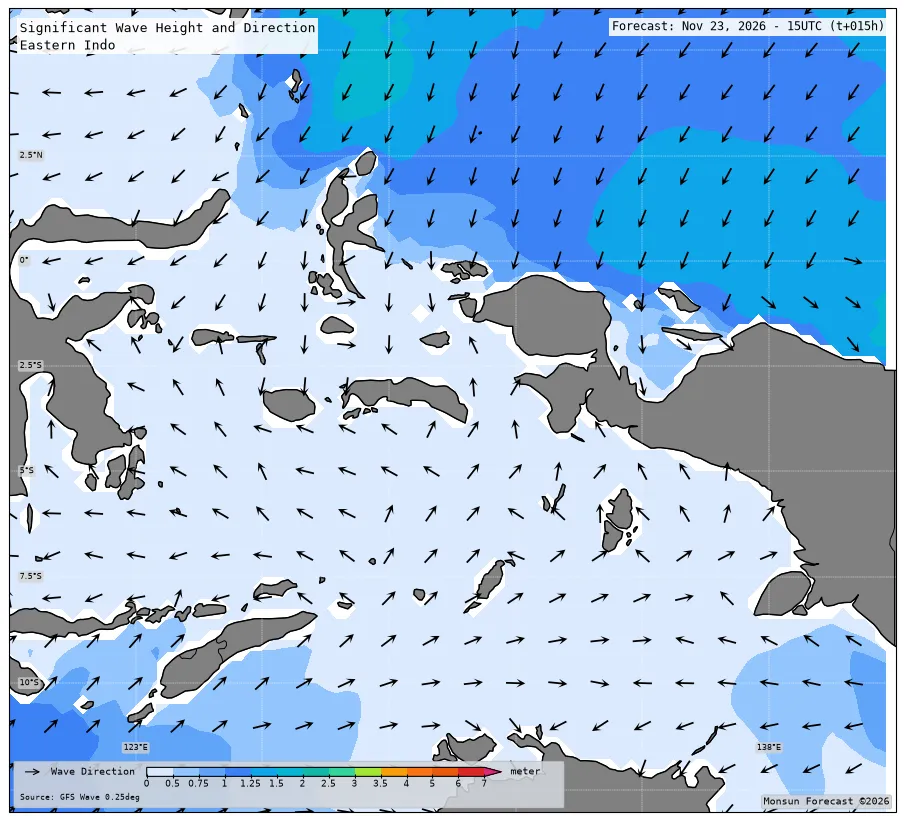 Significant Wave Height and Direction
Eastern Indo
Forecast: Nov 23, 2026 - 15UTC (t+015h)
2.5°N
0°
2.5°S
5°S
7.5°S
10°S
123°E
138°E
Wave Direction
meter
0 0.5 0.75 1 1.25 1.5 2 2.5 3 3.5 4 5 6 7
Source: GFS Wave 0.25deg
Monsun Forecast ©2026